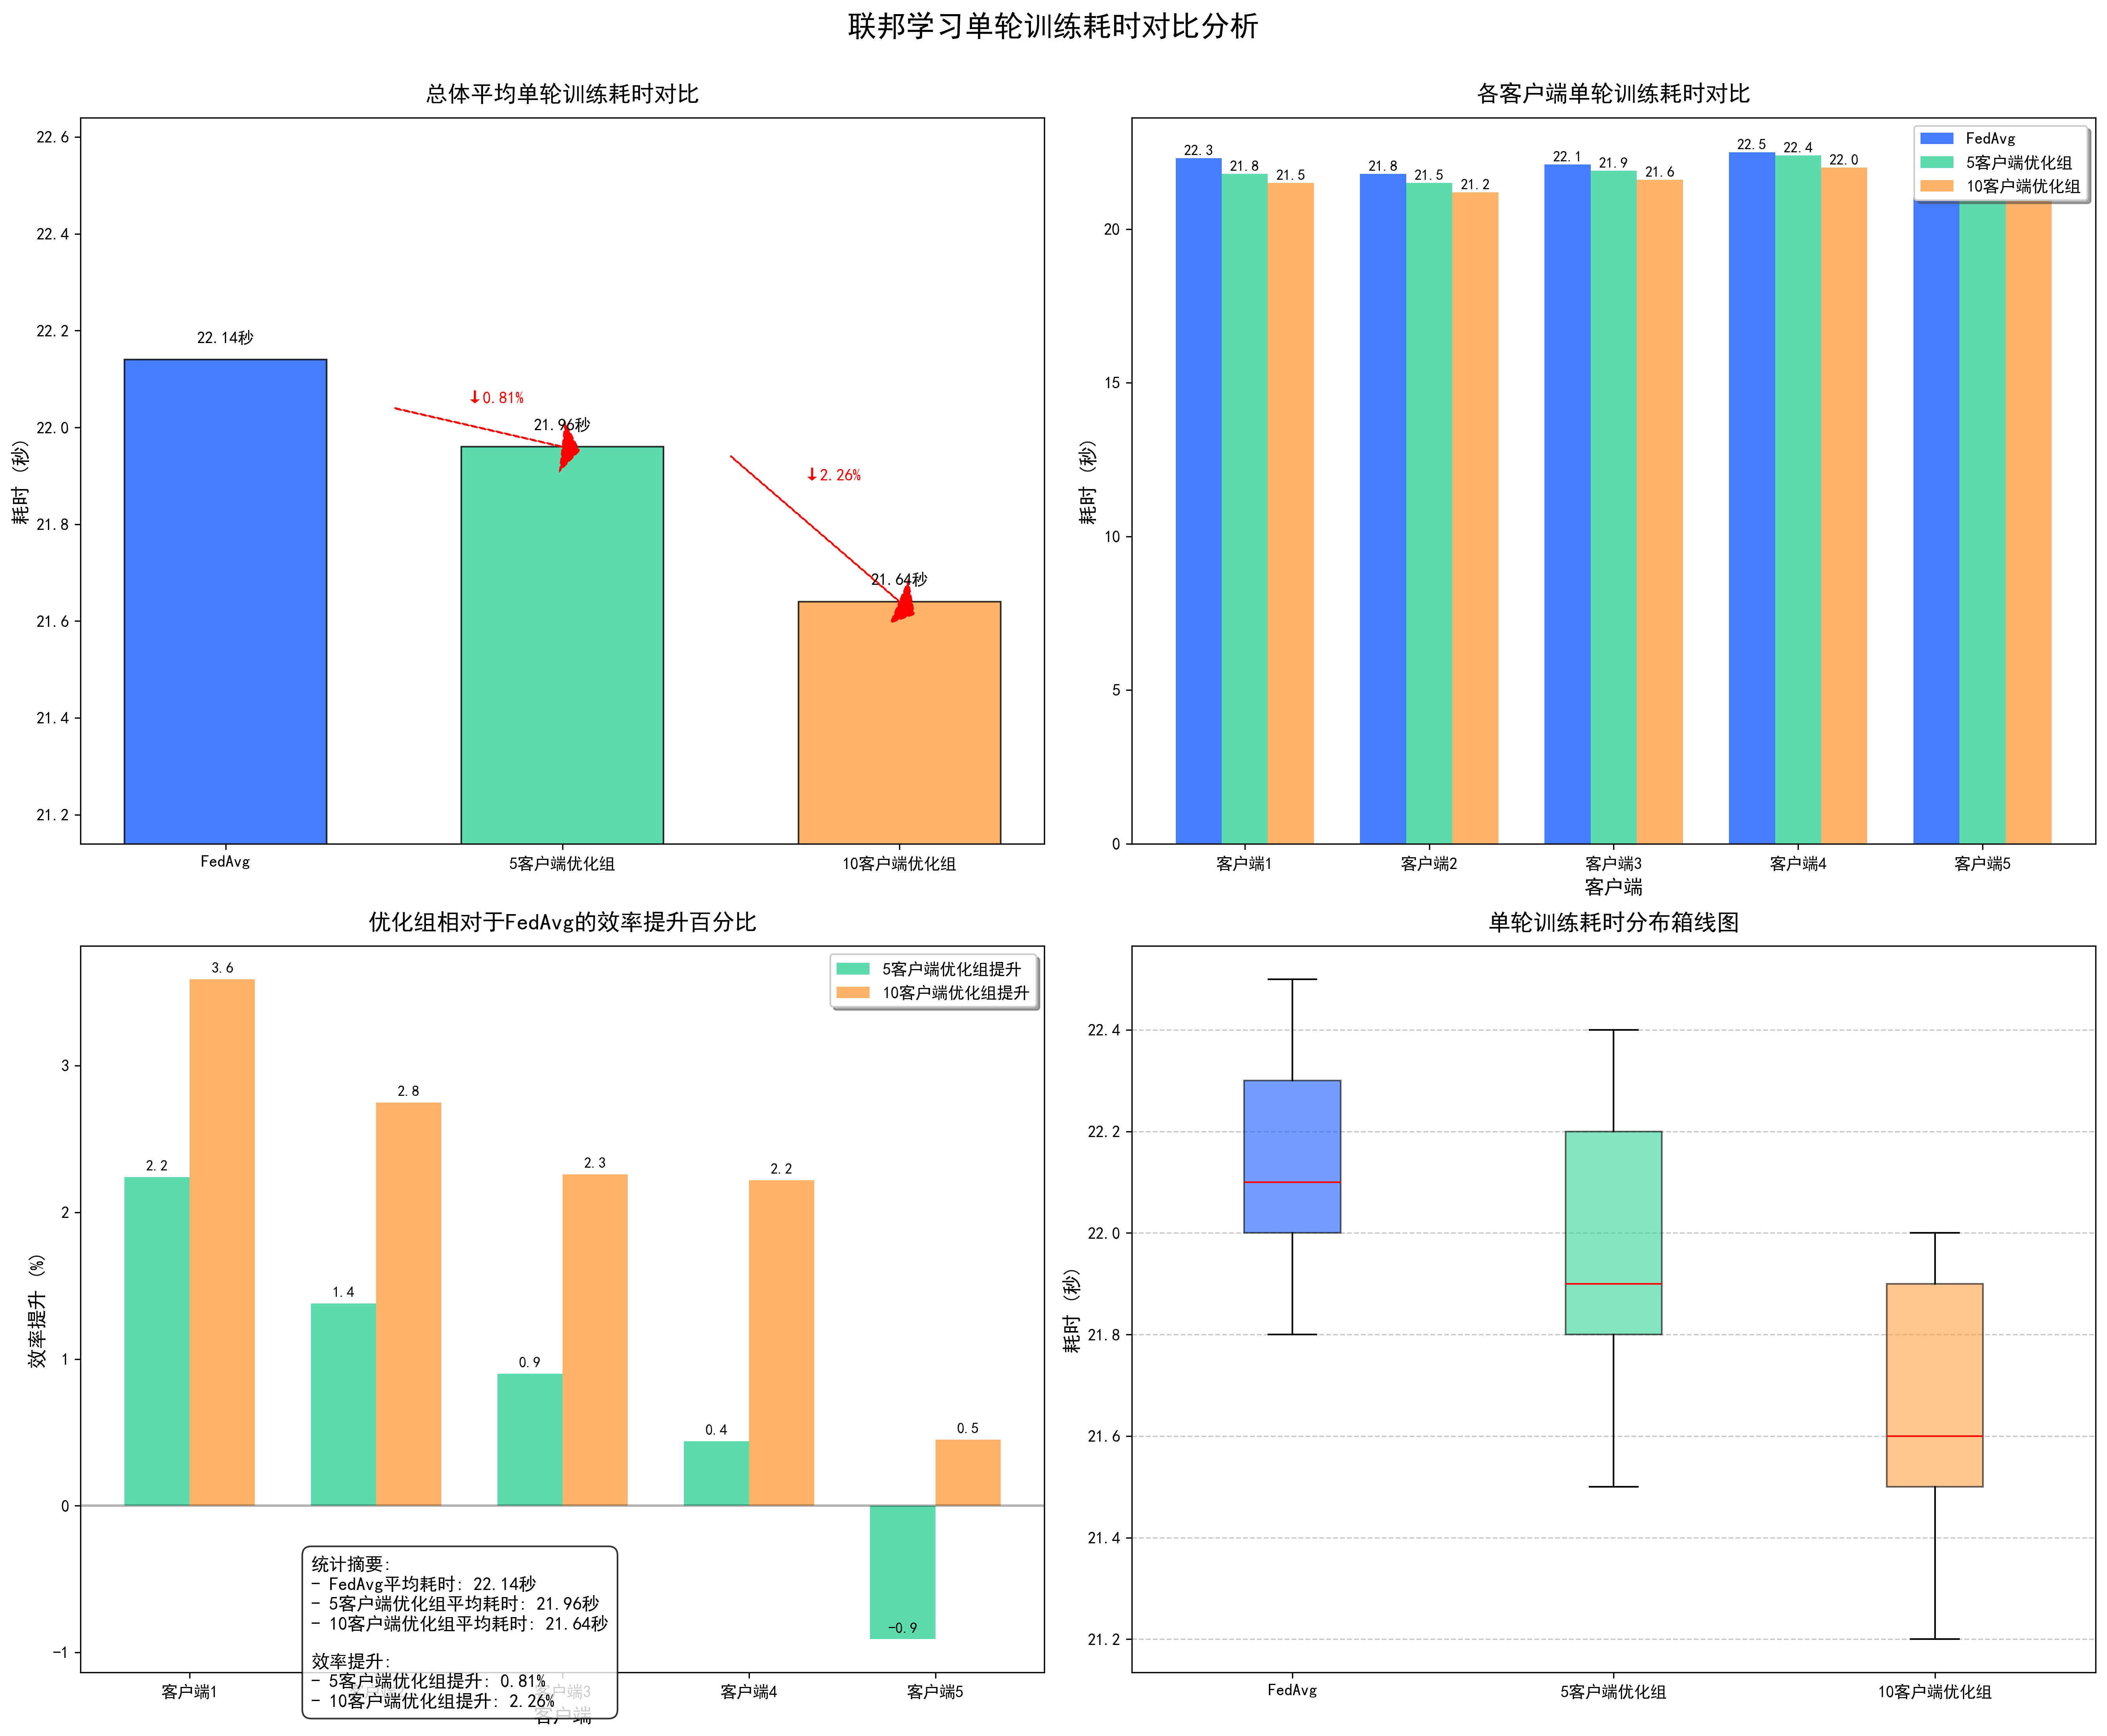 联邦学习单轮训练耗时对比分析
总体平均单轮训练耗时对比
耗时 (秒)
22.6
22.4
22.2
22.0
21.8
21.6
21.4
21.2
22.14秒
↓0.81%
21.96秒
↓2.26%
21.64秒
FedAvg
5客户端优化组
10客户端优化组
各客户端单轮训练耗时对比
耗时 (秒)
20
15
10
5
0
22.3
21.8
21.5
21.8
21.5
21.2
22.1
21.9
21.6
22.5
22.4
22.0
FedAvg
5客户端优化组
10客户端优化组
客户端1
客户端2
客户端3
客户端4
客户端5
客户端
优化组相对于FedAvg的效率提升百分比
效率提升 (%)
3
2
1
0
−1
5客户端优化组提升
10客户端优化组提升
2.2
3.6
1.4
2.8
0.9
2.3
0.4
2.2
−0.9
0.5
统计摘要:
- FedAvg平均耗时: 22.14秒
- 5客户端优化组平均耗时: 21.96秒
- 10客户端优化组平均耗时: 21.64秒
效率提升:
- 5客户端优化组提升: 0.81%
- 10客户端优化组提升: 2.26%
客户端1
客户端3
客户端4
客户端5
客户端
单轮训练耗时分布箱线图
耗时 (秒)
22.4
22.2
22.0
21.8
21.6
21.4
21.2
FedAvg
5客户端优化组
10客户端优化组